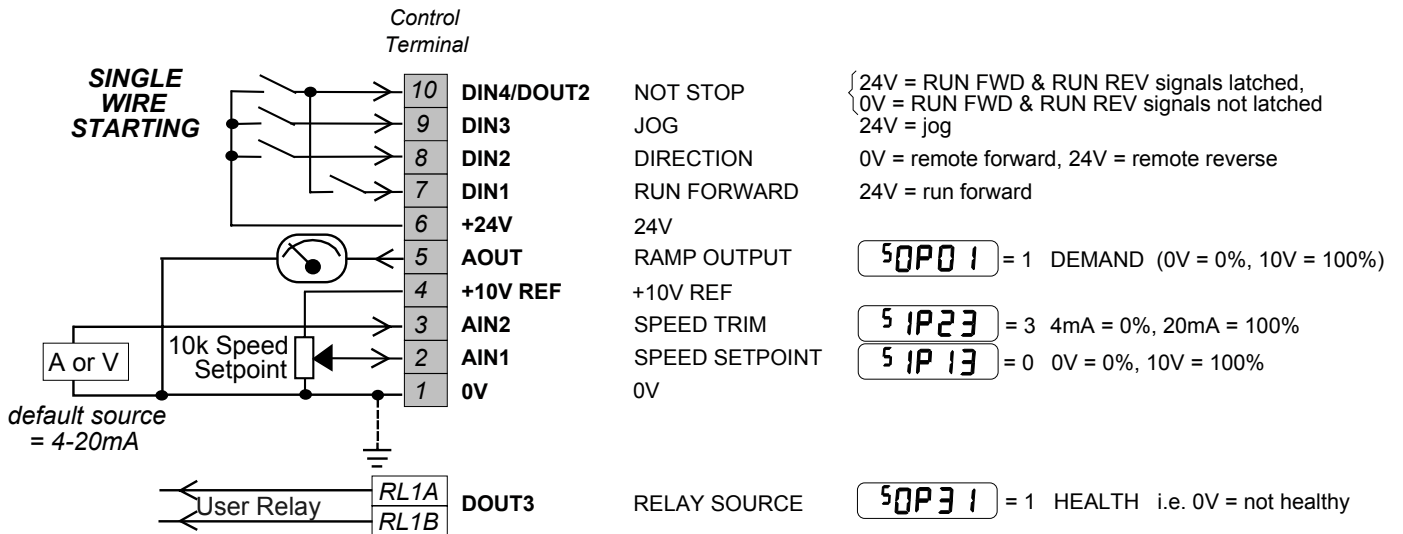 Control
Terminal
SINGLE
WIRE
STARTING
10 DIN4/DOUT2 NOT STOP 24V = RUN FWD & RUN REV signals latched,
0V = RUN FWD & RUN REV signals not latched
9 DIN3 JOG 24V = jog
8 DIN2 DIRECTION 0V = remote forward, 24V = remote reverse
7 DIN1 RUN FORWARD 24V = run forward
6 +24V 24V
5 AOUT RAMP OUTPUT SOP01 = 1 DEMAND (0V = 0%, 10V = 100%)
4 +10V REF +10V REF
3 AIN2 SPEED TRIM SIP23 = 3 4mA = 0%, 20mA = 100%
A or V
10k Speed
Setpoint
2 AIN1 SPEED SETPOINT SIP13 = 0 0V = 0%, 10V = 100%
1 0V 0V
default source
= 4-20mA
User Relay
RL1A
RL1B
DOUT3 RELAY SOURCE SOP31 = 1 HEALTH i.e. 0V = not healthy